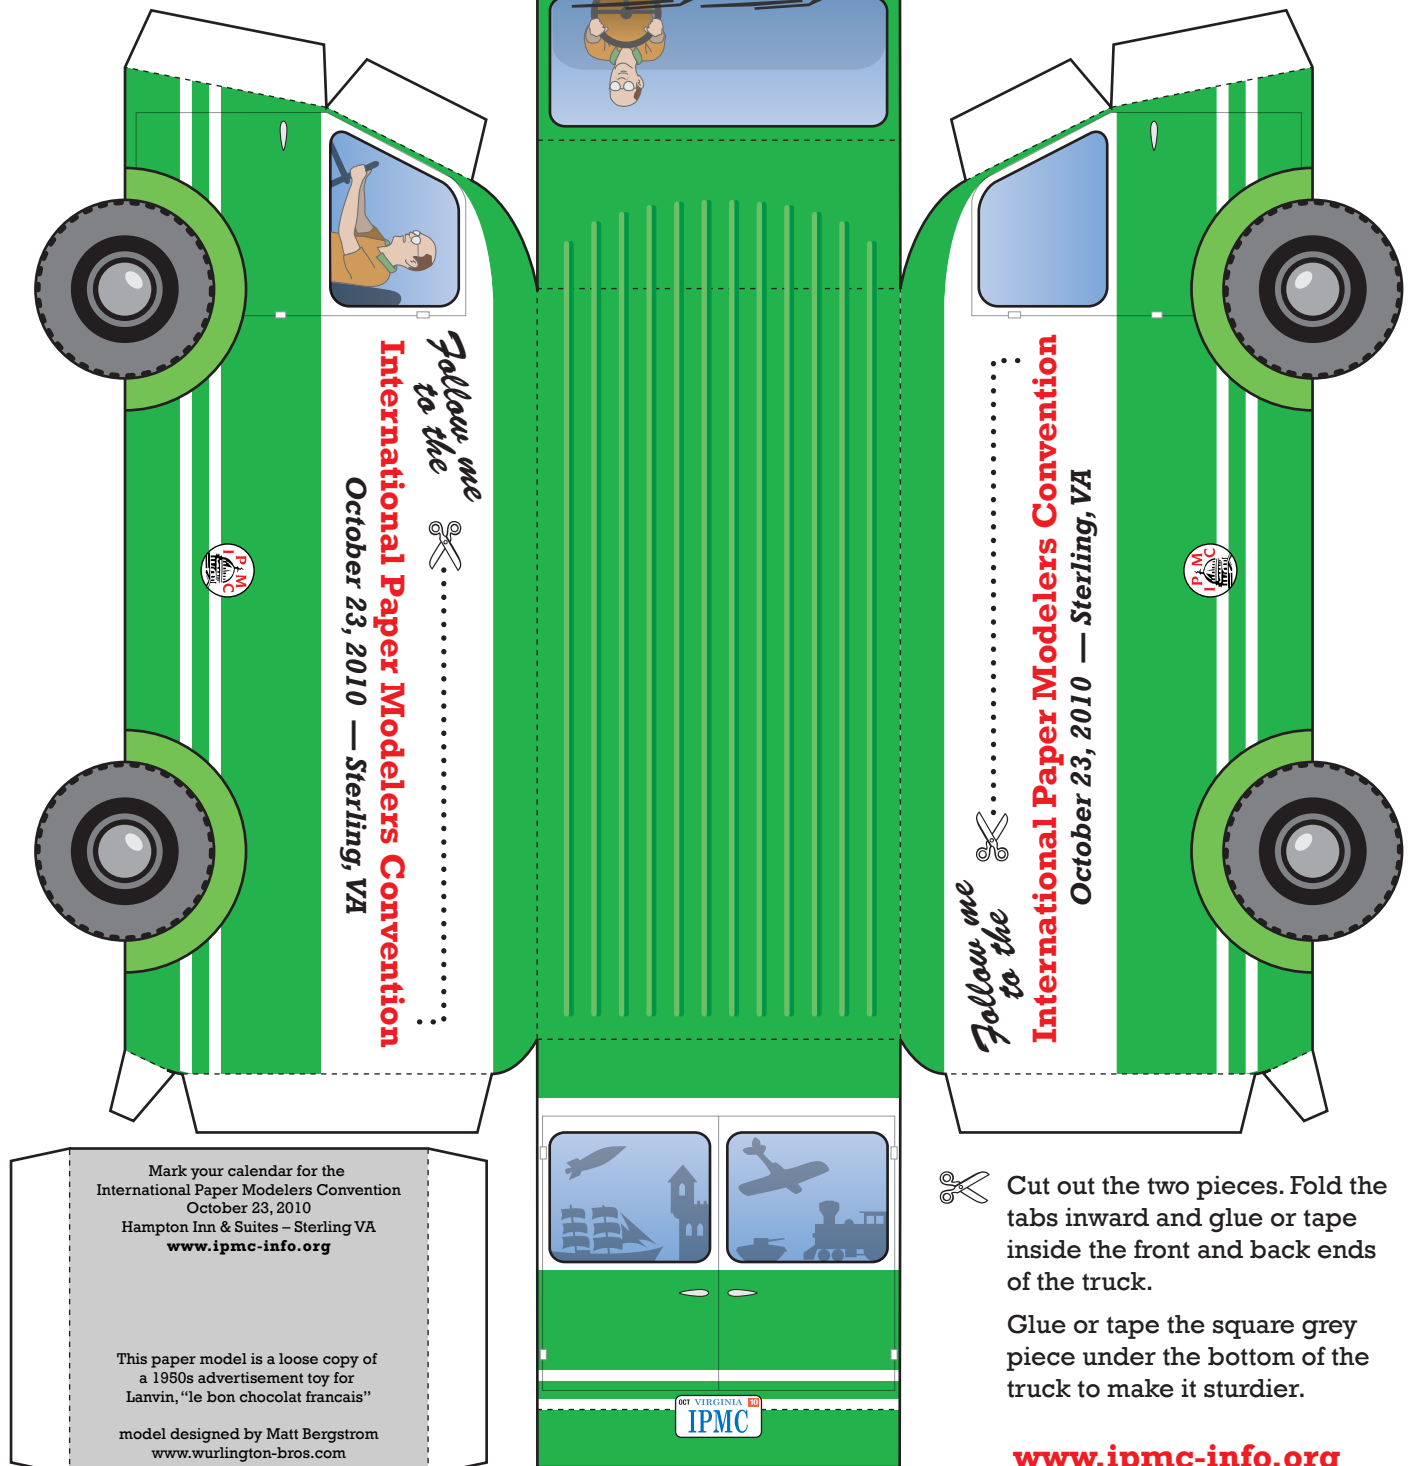 Follow me
to the
International Paper Modelers Convention
October 23, 2010 — Sterling, VA
I P M C
Follow me
to the
International Paper Modelers Convention
October 23, 2010 — Sterling, VA
I P M C
OCT VIRGINIA 10
IPMC
Mark your calendar for the
International Paper Modelers Convention
October 23, 2010
Hampton Inn & Suites – Sterling VA
www.ipmc-info.org
This paper model is a loose copy of
a 1950s advertisement toy for
Lanvin, “le bon chocolat francais”
model designed by Matt Bergstrom
www.wurlington-bros.com
Cut out the two pieces. Fold the
tabs inward and glue or tape
inside the front and back ends
of the truck.
Glue or tape the square grey
piece under the bottom of the
truck to make it sturdier.
www.ipmc-info.org